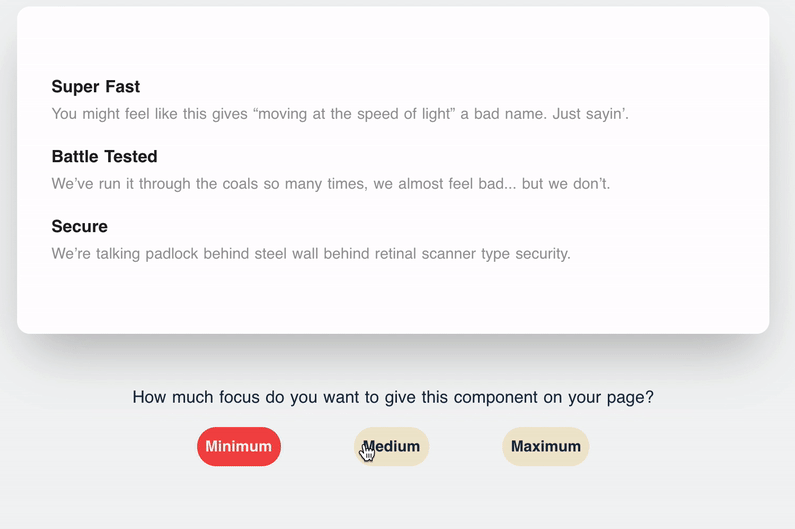 Super Fast
You might feel like this gives “moving at the speed of light” a bad name. Just sayin’.
Battle Tested
We’ve run it through the coals so many times, we almost feel bad... but we don’t.
Secure
We’re talking padlock behind steel wall behind retinal scanner type security.
How much focus do you want to give this component on your page?
Minimum
Medium
Maximum